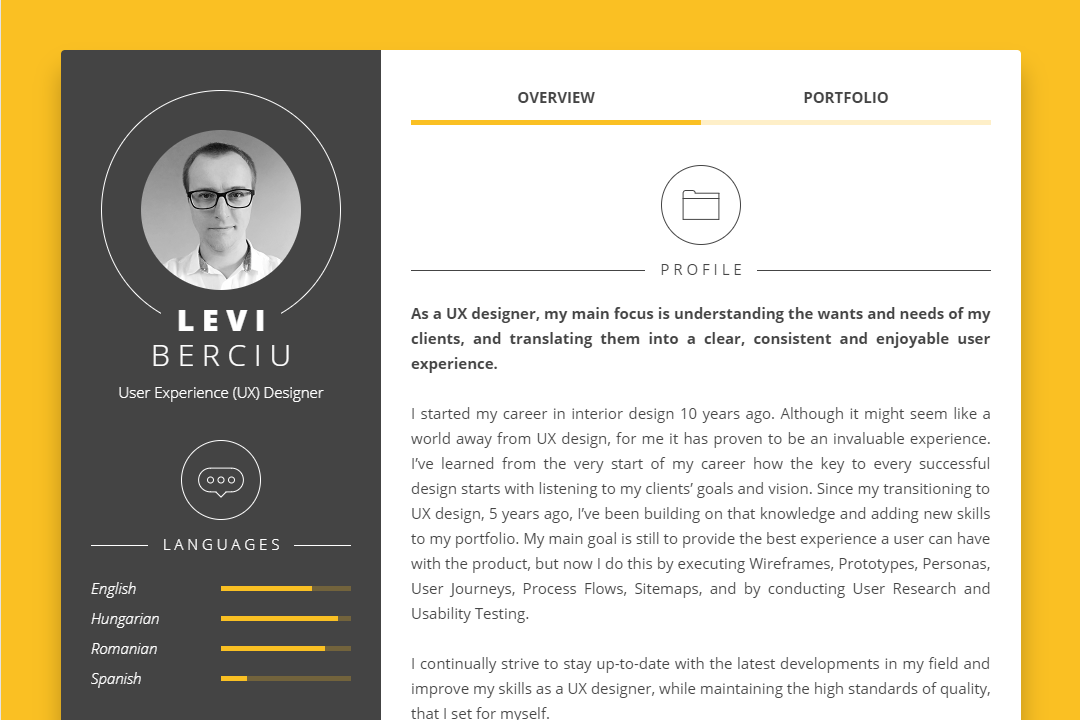 LEVI
BERCIU
User Experience (UX) Designer
LANGUAGES
English
Hungarian
Romanian
Spanish
OVERVIEW
PORTFOLIO
PROFILE
As a UX designer, my main focus is understanding the wants and needs of my
clients, and translating them into a clear, consistent and enjoyable user
experience.
I started my career in interior design 10 years ago. Although it might seem like a
world away from UX design, for me it has proven to be an invaluable experience.
I’ve learned from the very start of my career how the key to every successful
design starts with listening to my clients’ goals and vision. Since my transitioning to
UX design, 5 years ago, I’ve been building on that knowledge and adding new skills
to my portfolio. My main goal is still to provide the best experience a user can have
with the product, but now I do this by executing Wireframes, Prototypes, Personas,
User Journeys, Process Flows, Sitemaps, and by conducting User Research and
Usability Testing.
I continually strive to stay up-to-date with the latest developments in my field and
improve my skills as a UX designer, while maintaining the high standards of quality,
that I set for myself.